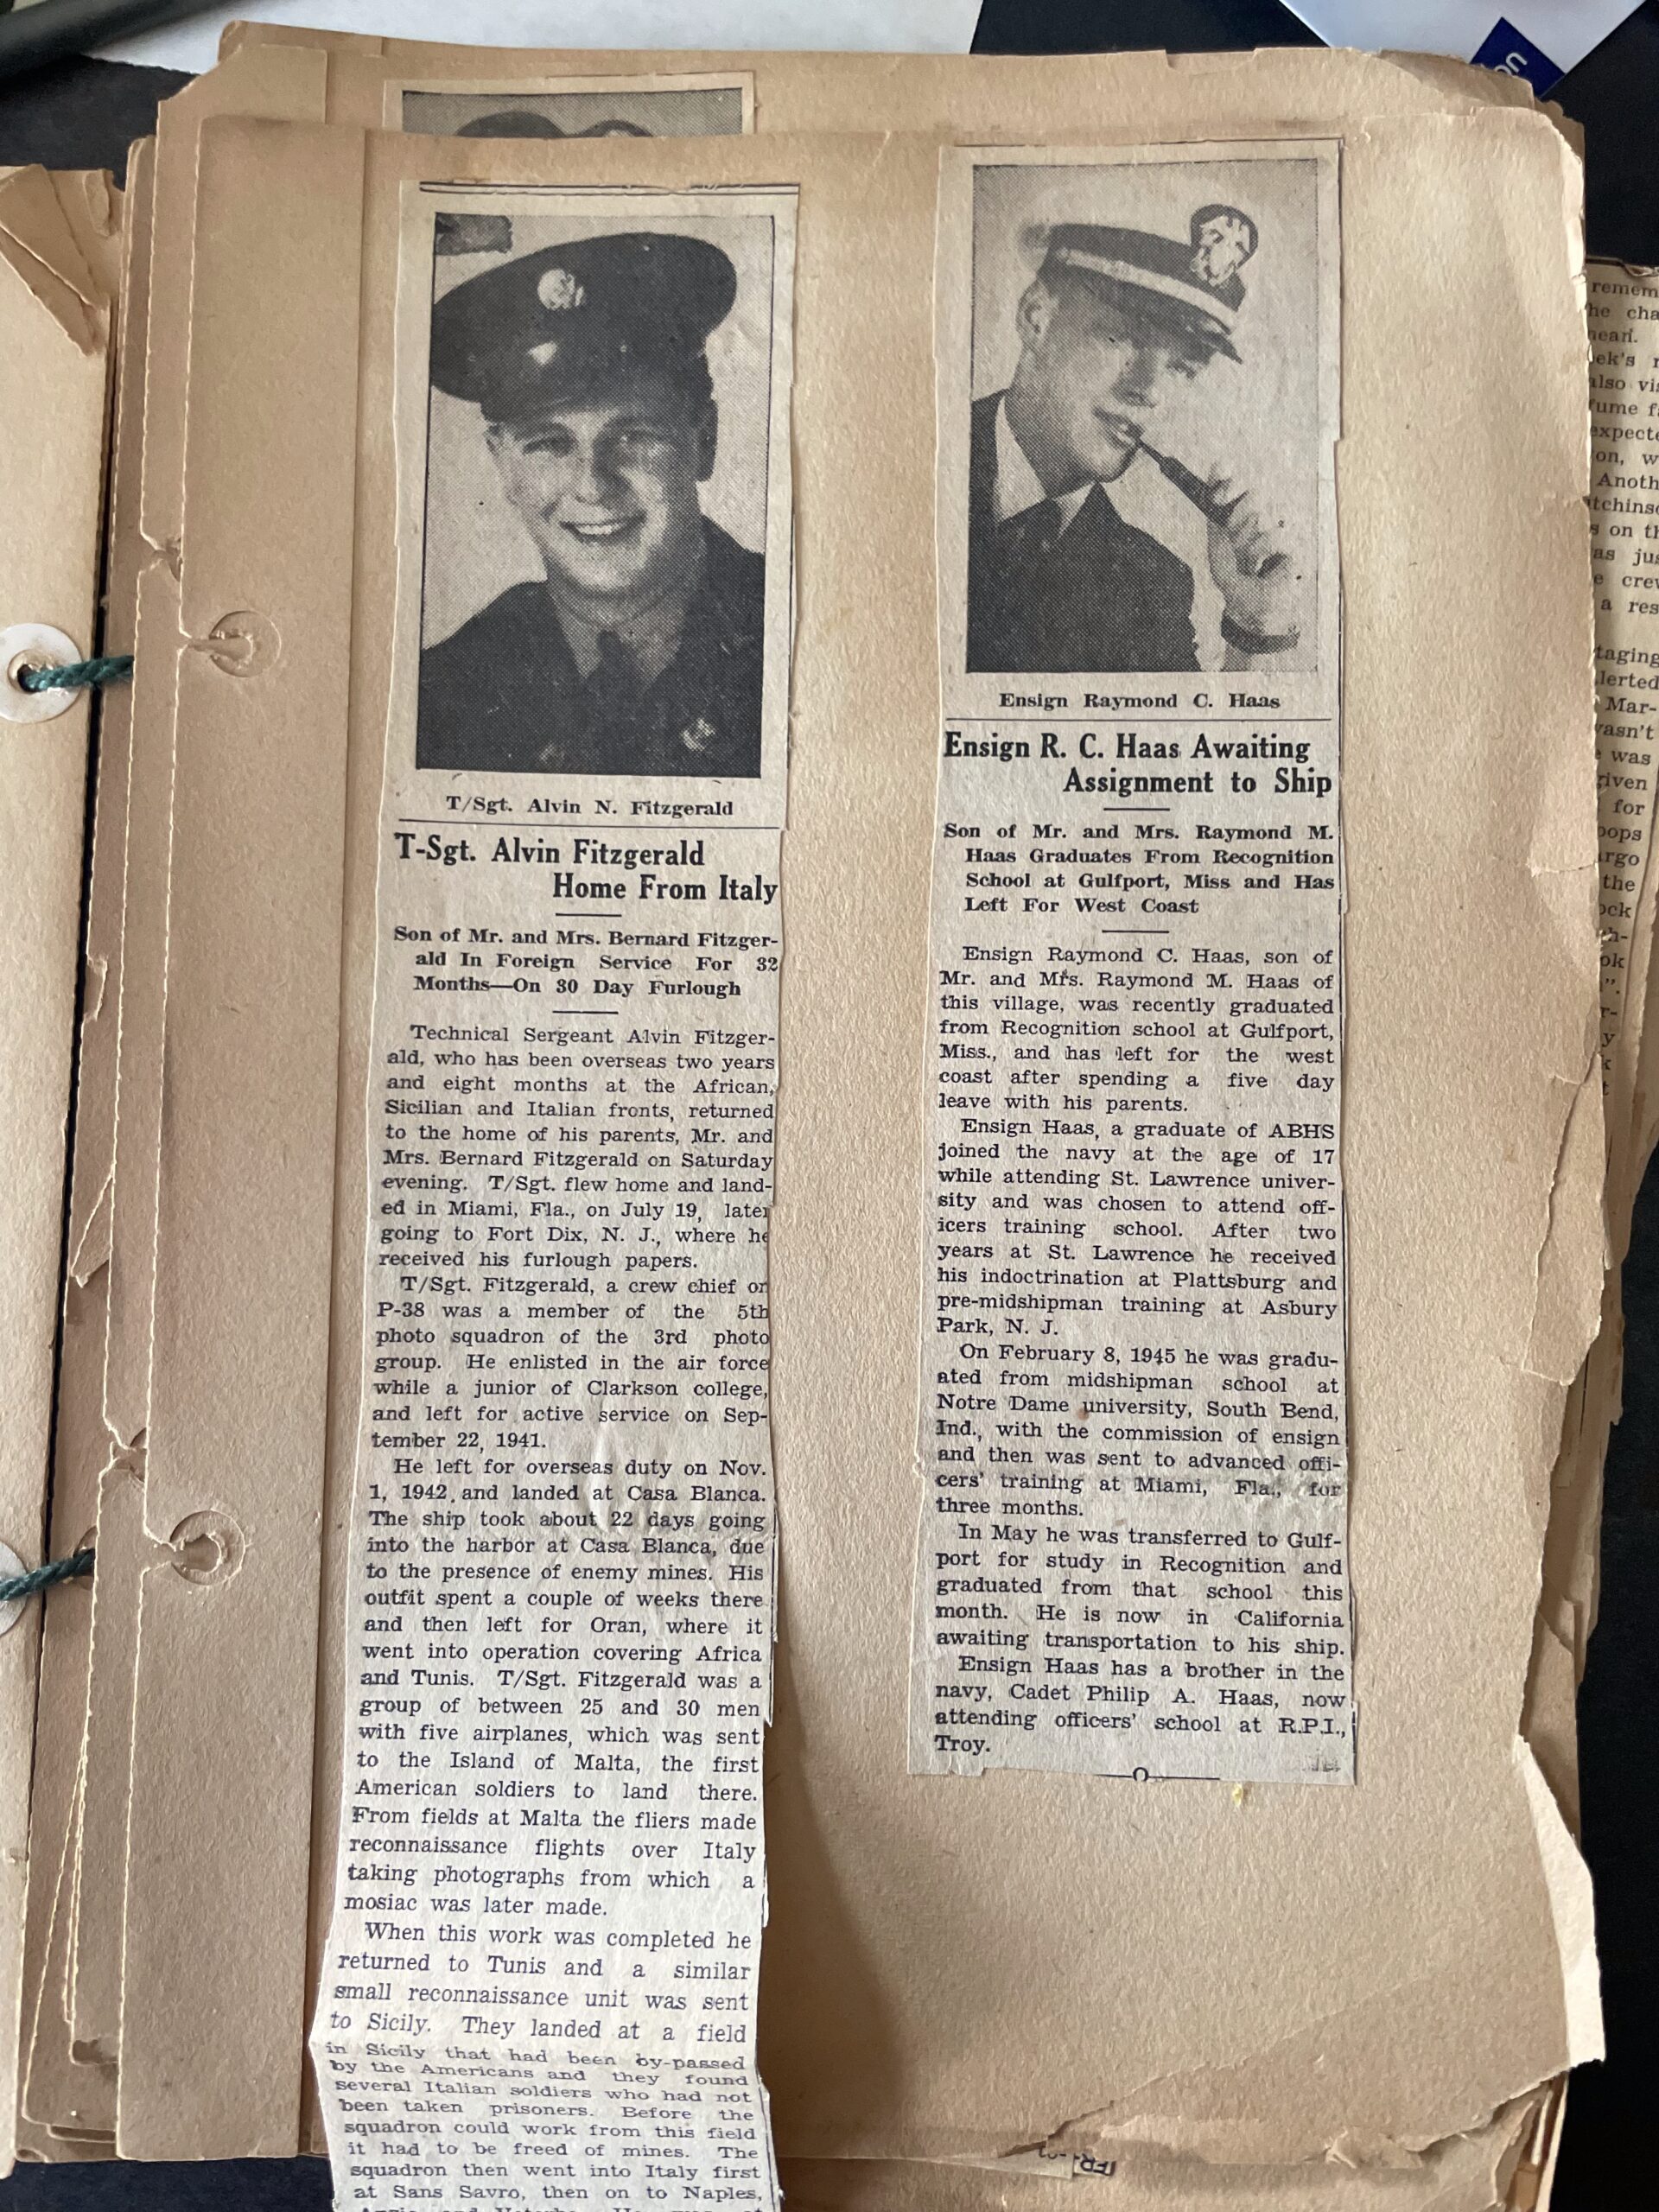 T/Sgt. Alvin N. Fitzgerald
T-Sgt. Alvin Fitzgerald
Home From Italy
Son of Mr. and Mrs. Bernard Fitzger-
ald In Foreign Service For 32
Months—On 30 Day Furlough
Technical Sergeant Alvin Fitzger-
ald, who has been overseas two years
and eight months at the African,
Sicilian and Italian fronts, returned
to the home of his parents, Mr. and
Mrs. Bernard Fitzgerald on Saturday
evening. T/Sgt. flew home and land-
ed in Miami, Fla., on July 19, later
going to Fort Dix, N. J., where he
received his furlough papers.
T/Sgt. Fitzgerald, a crew chief on
P-38 was a member of the 5th
photo squadron of the 3rd photo
group. He enlisted in the air force
while a junior of Clarkson college,
and left for active service on Sep-
tember 22, 1941.
He left for overseas duty on Nov.
1, 1942, and landed at Casa Blanca.
The ship took about 22 days going
into the harbor at Casa Blanca, due
to the presence of enemy mines. His
outfit spent a couple of weeks there
and then left for Oran, where it
went into operation covering Africa
and Tunis. T/Sgt. Fitzgerald was a
group of between 25 and 30 men
with five airplanes, which was sent
to the Island of Malta, the first
American soldiers to land there.
From fields at Malta the fliers made
reconnaissance flights over Italy
taking photographs from which a
mosiac was later made.
When this work was completed he
returned to Tunis and a similar
small reconnaissance unit was sent
to Sicily. They landed at a field
in Sicily that had been by-passed
by the Americans and they found
several Italian soldiers who had not
been taken prisoners. Before the
squadron could work from this field
it had to be freed of mines. The
squadron then went into Italy first
at Sans Savro, then on to Naples,
Ensign Raymond C. Haas
Ensign R. C. Haas Awaiting
Assignment to Ship
Son of Mr. and Mrs. Raymond M.
Haas Graduates From Recognition
School at Gulfport, Miss and Has
Left For West Coast
Ensign Raymond C. Haas, son of
Mr. and Mrs. Raymond M. Haas of
this village, was recently graduated
from Recognition school at Gulfport,
Miss., and has left for the west
coast after spending a five day
leave with his parents.
Ensign Haas, a graduate of ABHS
joined the navy at the age of 17
while attending St. Lawrence univer-
sity and was chosen to attend off-
icers training school. After two
years at St. Lawrence he received
his indoctrination at Plattsburg and
pre-midshipman training at Asbury
Park, N. J.
On February 8, 1945 he was gradu-
ated from midshipman school at
Notre Dame university, South Bend,
Ind., with the commission of ensign
and then was sent to advanced offi-
cers' training at Miami, Fla., for
three months.
In May he was transferred to Gulf-
port for study in Recognition and
graduated from that school this
month. He is now in California
awaiting transportation to his ship.
Ensign Haas has a brother in the
navy, Cadet Philip A. Haas, now
attending officers' school at R.P.I.,
Troy.
on